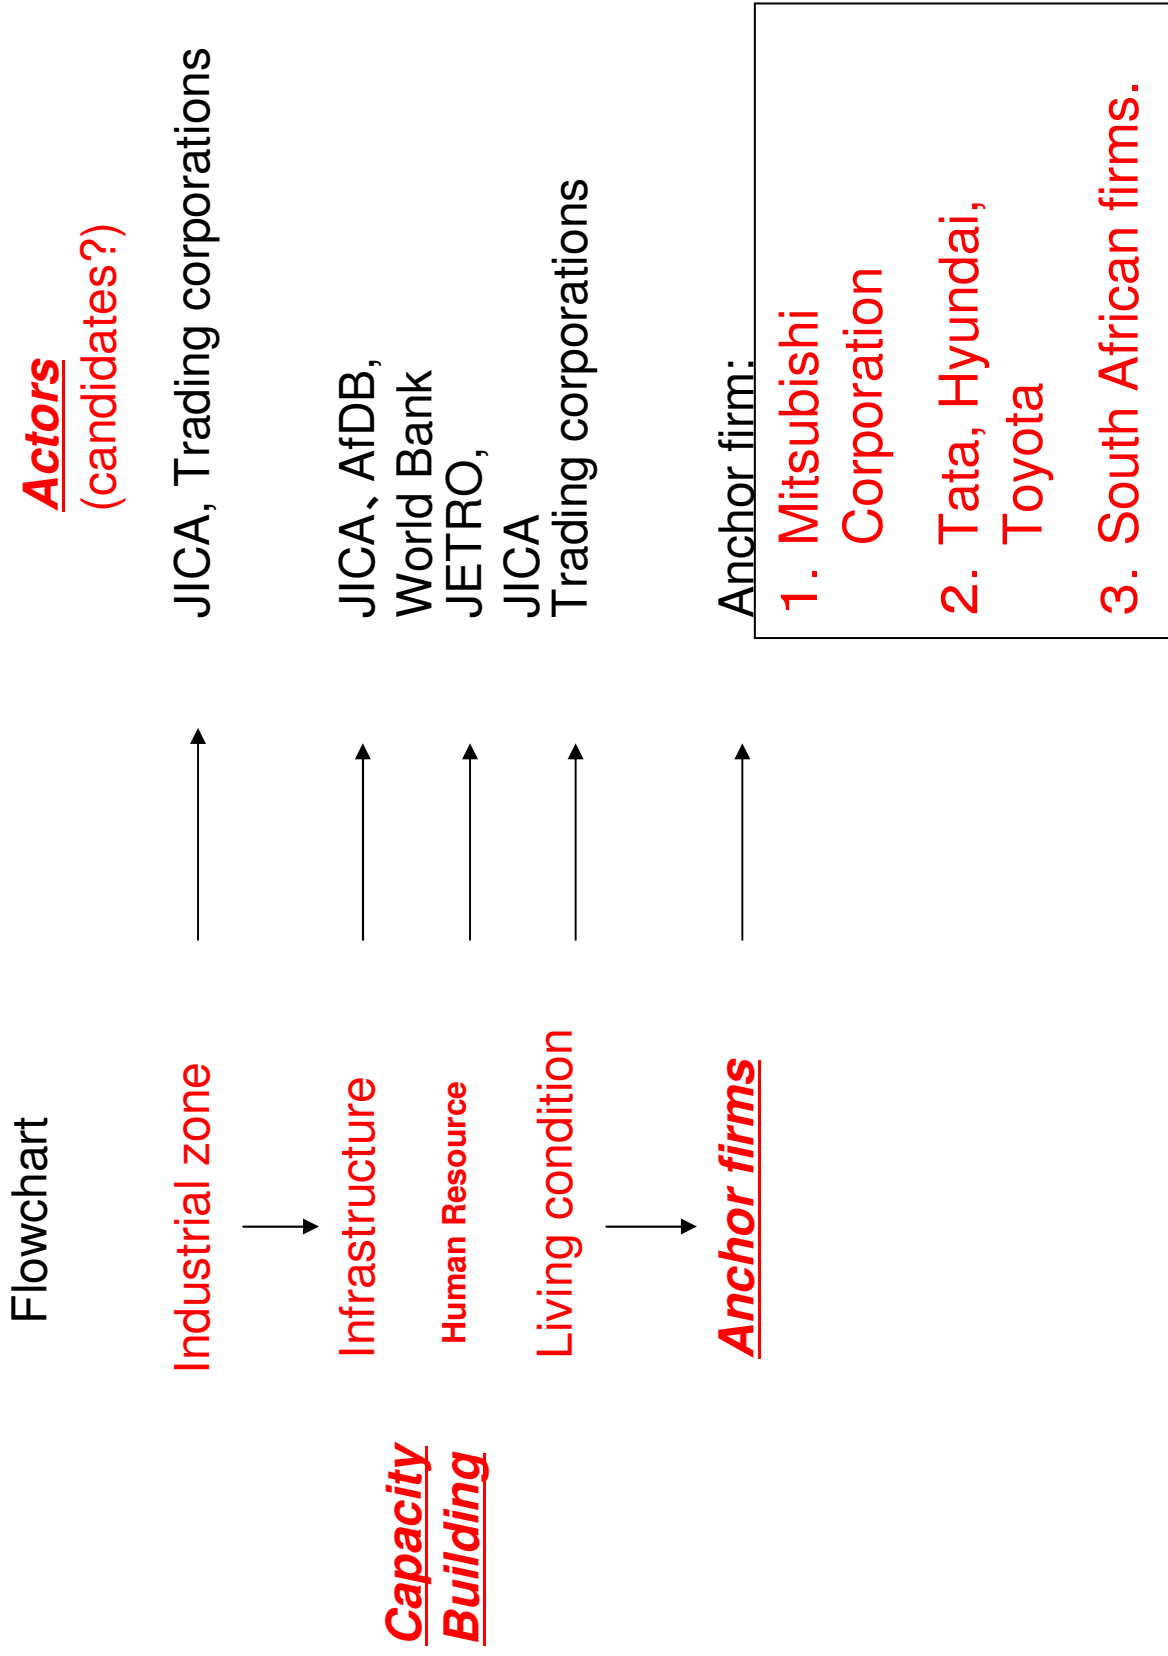 Flowchart
Actors
(candidates?)
Industrial zone
JICA, Trading corporations
Capacity
Building
Infrastructure
JICA、AfDB,
World Bank
Human Resource
JETRO,
JICA
Living condition
Trading corporations
Anchor firms
Anchor firm:
1. Mitsubishi
Corporation
2. Tata, Hyundai,
Toyota
3. South African firms.